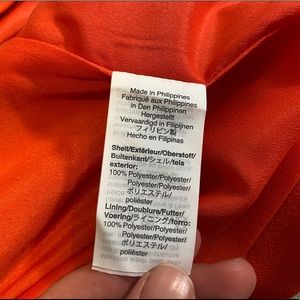 Made in Philippines
Fabriqué aux Philippines
in Den Philippinen
Hergestellt
Vervaardigd in Filipijnen
フィリピン製
Hecho en Filipinas
Shell/Extérieur/Oberstoff/
Buitenkant/シェル/tela
exterior:
100% Polyester/Polyester/
Polyester/Polyester/
ポリエステル/
poliéster
Lining/Doublure/Futter/
Voering/ライニング/forro:
100% Polyester/Polyester/
Polyester/Polyester/
ポリエステル/
poliéster